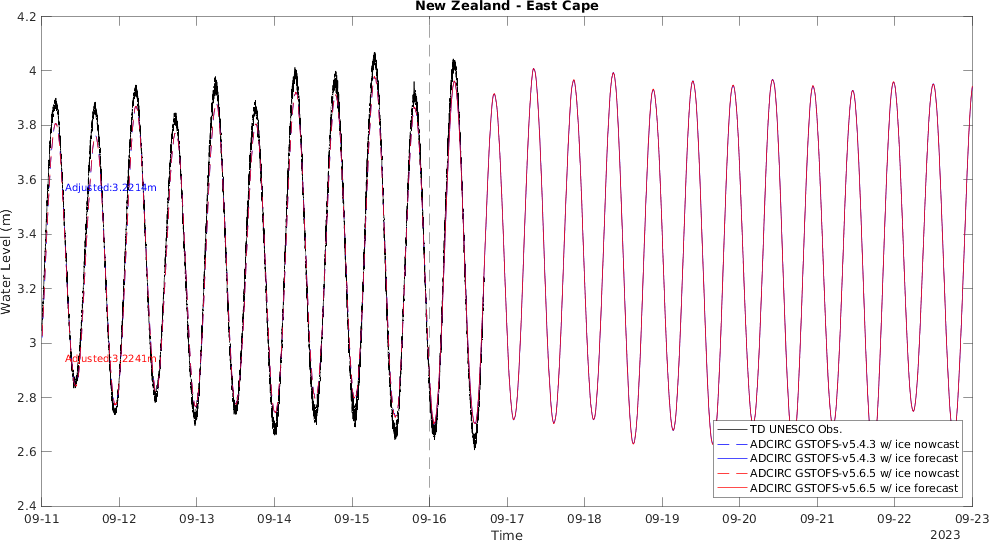 New Zealand - East Cape
4.2
4
3.8
3.6
3.4
3.2
3
2.8
2.6
2.4
Water Level (m)
Adjusted:3.2214m
Adjusted:3.2241m
TD UNESCO Obs.
ADCIRC GSTOFS-v5.4.3 w/ ice nowcast
ADCIRC GSTOFS-v5.4.3 w/ ice forecast
ADCIRC GSTOFS-v5.6.5 w/ ice nowcast
ADCIRC GSTOFS-v5.6.5 w/ ice forecast
09-11 09-12 09-13 09-14 09-15 09-16 09-17 09-18 09-19 09-20 09-21 09-22 09-23
Time
2023